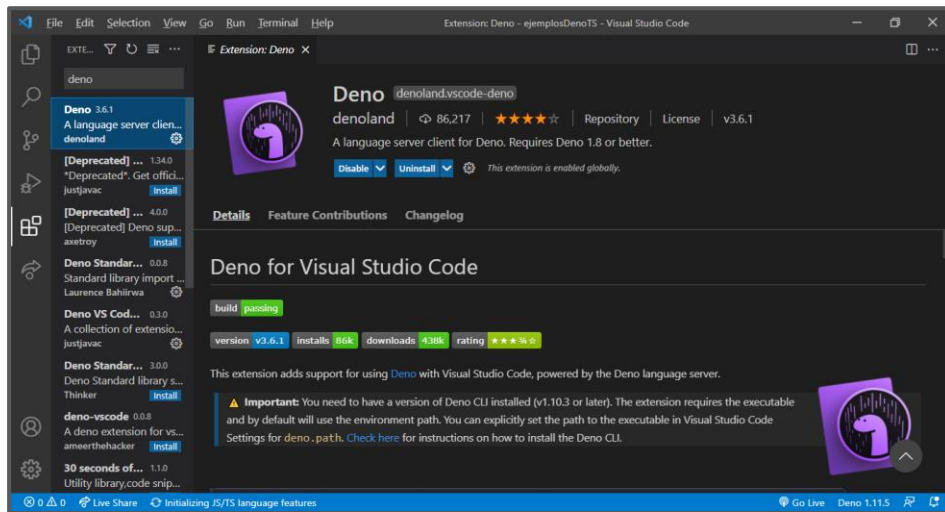 File Edit Selection View Go Run Terminal Help Extension: Deno - ejemplosDenoTS - Visual Studio Code
EXTE... Extension: Deno
deno
Deno 3.6.1
A language server clien...
denoland
[Deprecated] ... 1.34.0
*Deprecated*. Get offici...
justjavac Install
[Deprecated] ... 4.0.0
[Deprecated] Deno sup...
axetroy Install
Deno Standar... 0.0.8
Standard library import ...
Laurence Bahiirwa
Deno VS Cod... 0.3.0
A collection of extensio...
justjavac
Deno Standar... 3.0.0
Deno Standard library s...
Thinker Install
deno-vscode 0.0.8
A deno extension for vs...
ameerthehacker Install
30 seconds of... 1.1.0
Utility library,code snip...
Deno denoland.vscode-deno
denoland 86,217 Repository License v3.6.1
A language server client for Deno. Requires Deno 1.8 or better.
Disable Uninstall This extension is enabled globally.
Details Feature Contributions Changelog
Deno for Visual Studio Code
build passing
version v3.6.1 installs 86k downloads 438k rating ★★★¾☆
This extension adds support for using Deno with Visual Studio Code, powered by the Deno language server.
Important: You need to have a version of Deno CLI installed (v1.10.3 or later). The extension requires the executable
and by default will use the environment path. You can explicitly set the path to the executable in Visual Studio Code
Settings for deno.path. Check here for instructions on how to install the Deno CLI.
0 0 Live Share Initializing JS/TS language features Go Live Deno 1.11.5